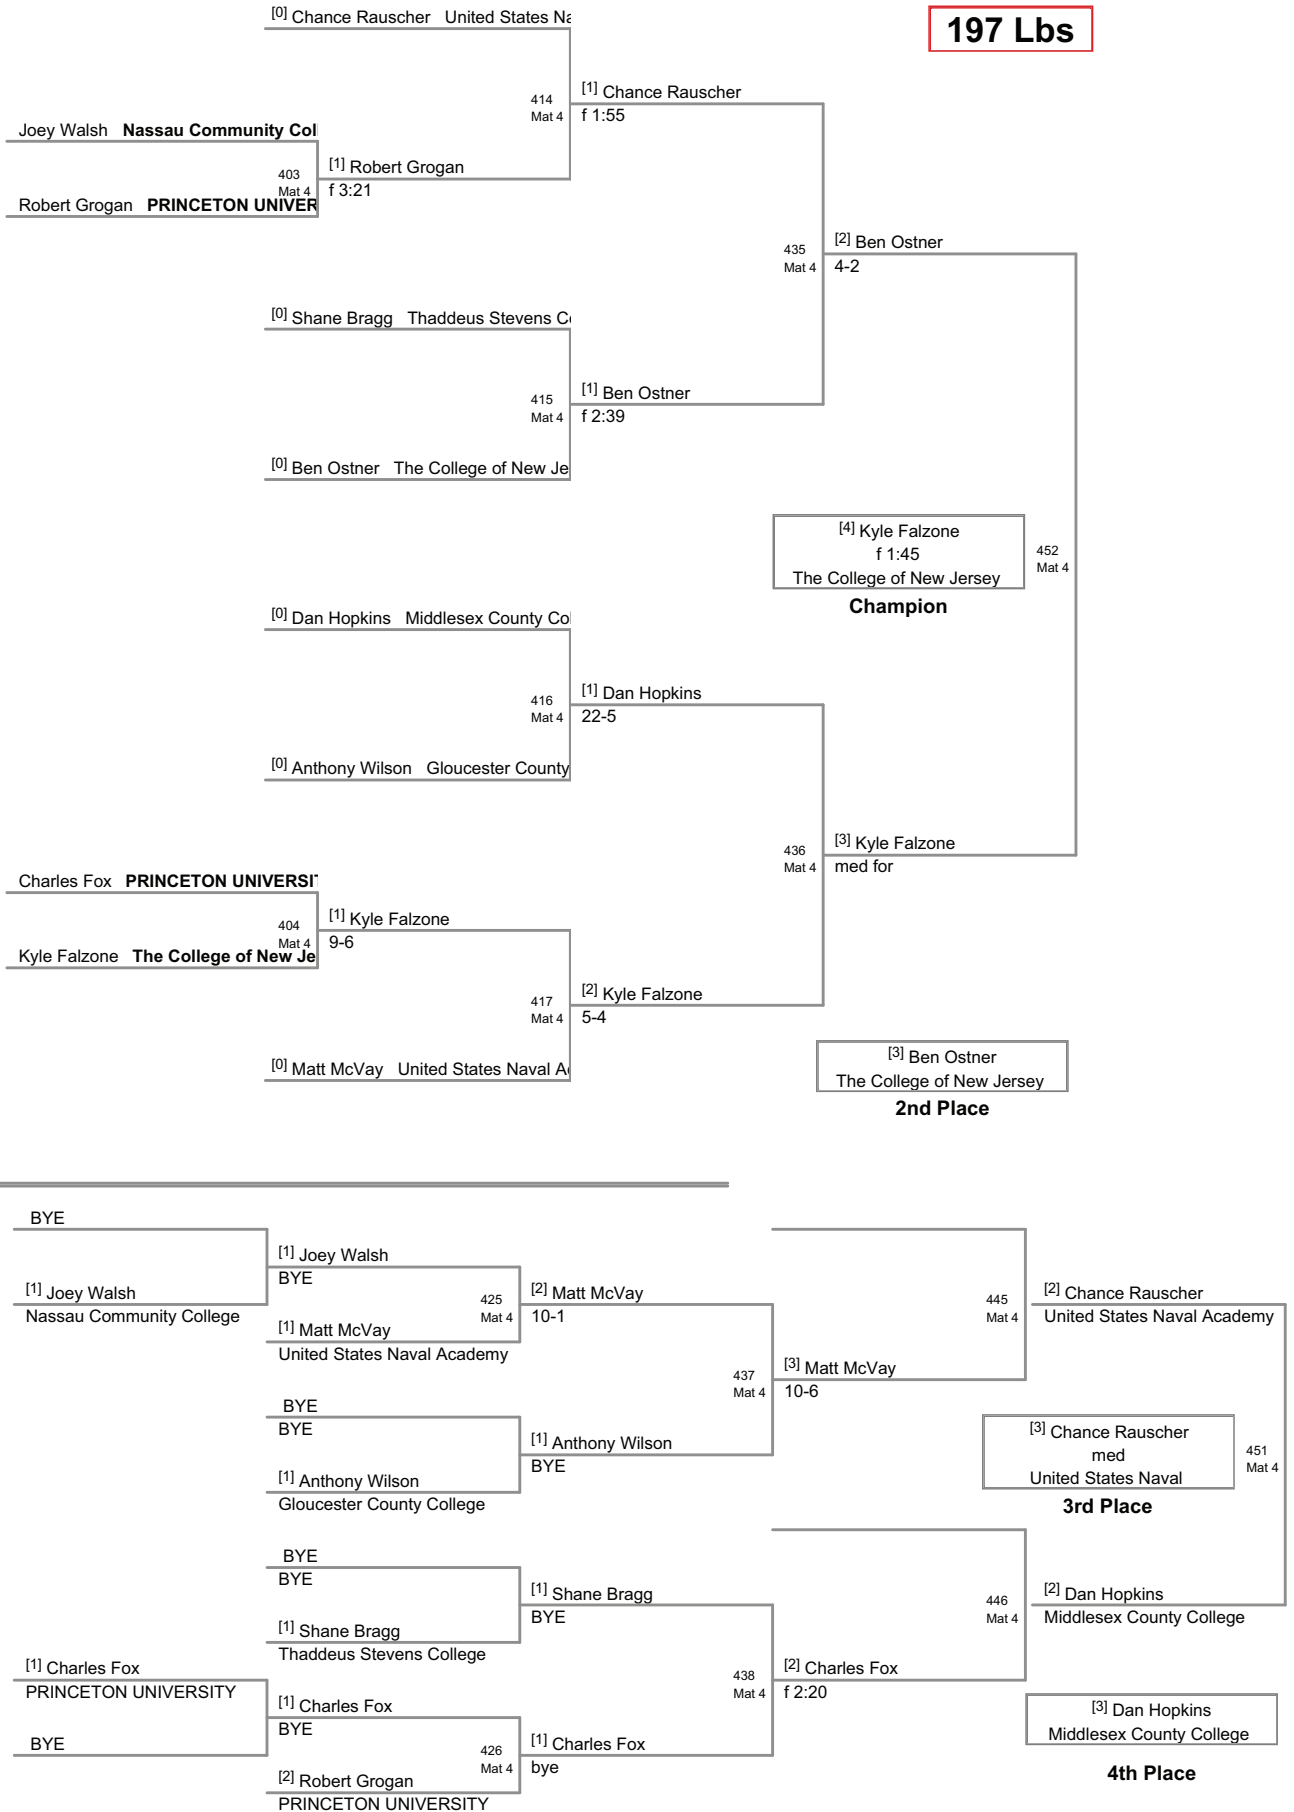 [0] Chance Rauscher United States Na
197 Lbs
414
Mat 4
[1] Chance Rauscher
f 1:55
Joey Walsh Nassau Community Col
403
Mat 4
[1] Robert Grogan
f 3:21
Robert Grogan PRINCETON UNIVER
435
Mat 4
[2] Ben Ostner
4-2
[0] Shane Bragg Thaddeus Stevens Co
415
Mat 4
[1] Ben Ostner
f 2:39
[0] Ben Ostner The College of New Je
[4] Kyle Falzone
f 1:45
The College of New Jersey
Champion
452
Mat 4
[0] Dan Hopkins Middlesex County Col
416
Mat 4
[1] Dan Hopkins
22-5
[0] Anthony Wilson Gloucester County
436
Mat 4
[3] Kyle Falzone
med for
Charles Fox PRINCETON UNIVERSIT
404
Mat 4
[1] Kyle Falzone
9-6
Kyle Falzone The College of New Je
417
Mat 4
[2] Kyle Falzone
5-4
[0] Matt McVay United States Naval A
[3] Ben Ostner
The College of New Jersey
2nd Place
BYE
[1] Joey Walsh
BYE
[1] Joey Walsh
Nassau Community College
425
Mat 4
[2] Matt McVay
10-1
[1] Matt McVay
United States Naval Academy
445
Mat 4
[2] Chance Rauscher
United States Naval Academy
437
Mat 4
[3] Matt McVay
10-6
BYE
BYE
[1] Anthony Wilson
BYE
[1] Anthony Wilson
Gloucester County College
[3] Chance Rauscher
med
United States Naval
3rd Place
451
Mat 4
BYE
BYE
[1] Shane Bragg
BYE
[1] Shane Bragg
Thaddeus Stevens College
446
Mat 4
[2] Dan Hopkins
Middlesex County College
[1] Charles Fox
PRINCETON UNIVERSITY
438
Mat 4
[2] Charles Fox
f 2:20
[1] Charles Fox
BYE
BYE
426
Mat 4
[1] Charles Fox
bye
[2] Robert Grogan
PRINCETON UNIVERSITY
[3] Dan Hopkins
Middlesex County College
4th Place